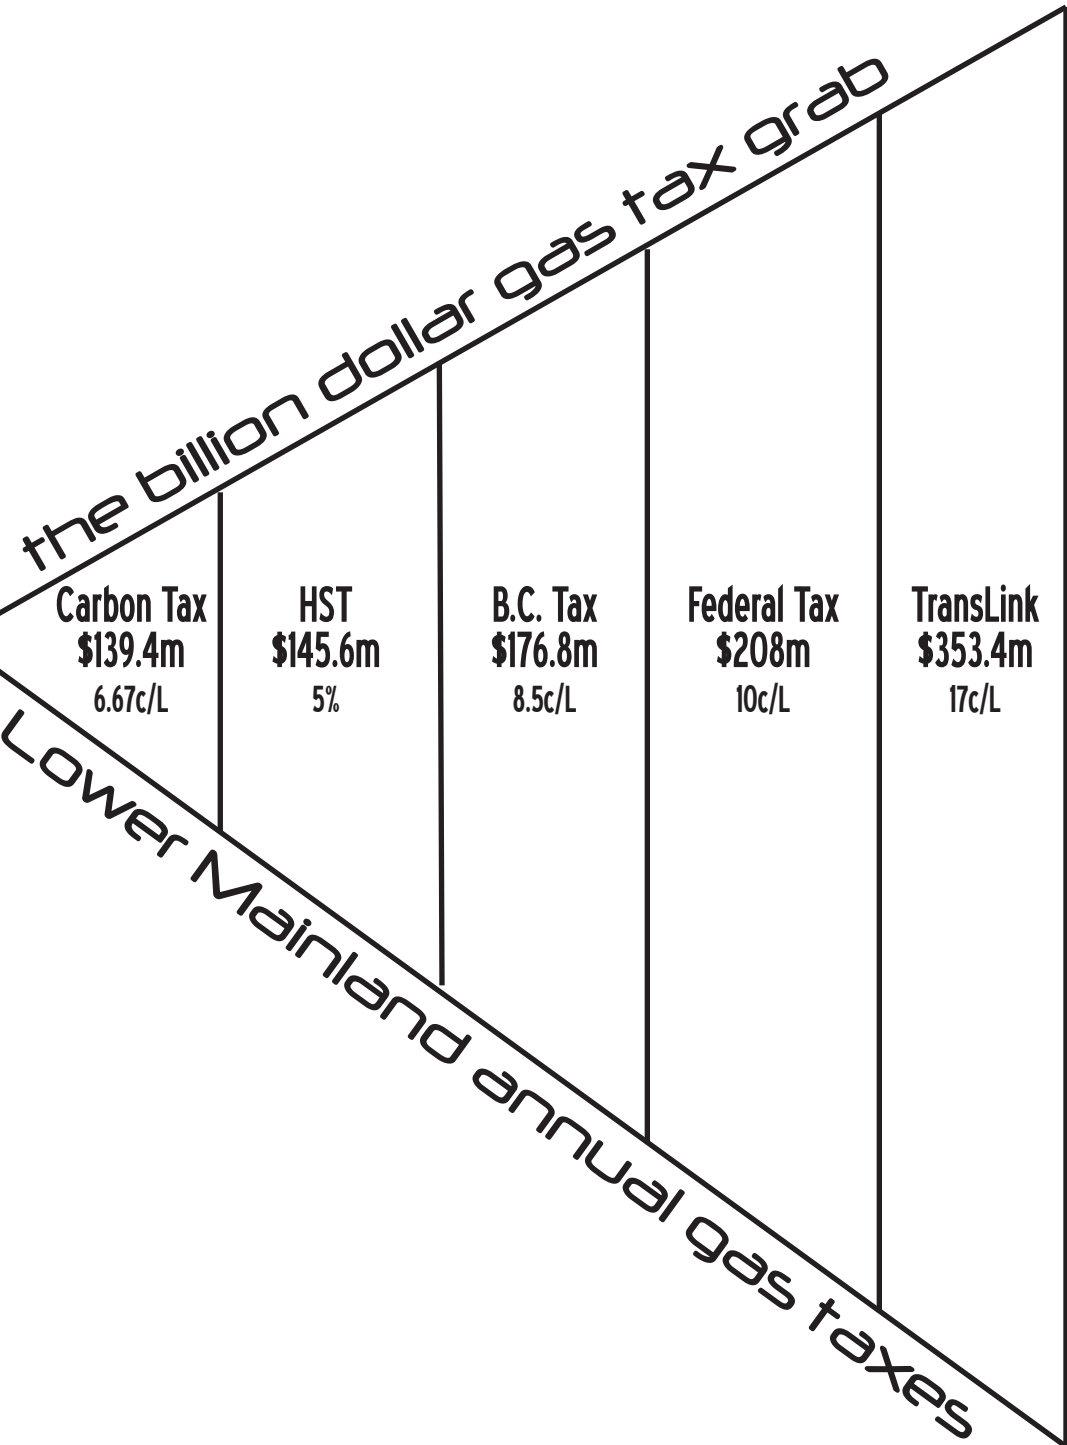 the billion dollar gas tax grab
Carbon Tax
$139.4m
6.67c/L
HST
$145.6m
5%
B.C. Tax
$176.8m
8.5c/L
Federal Tax
$208m
10c/L
TransLink
$353.4m
17c/L
Lower Mainland annual gas taxes